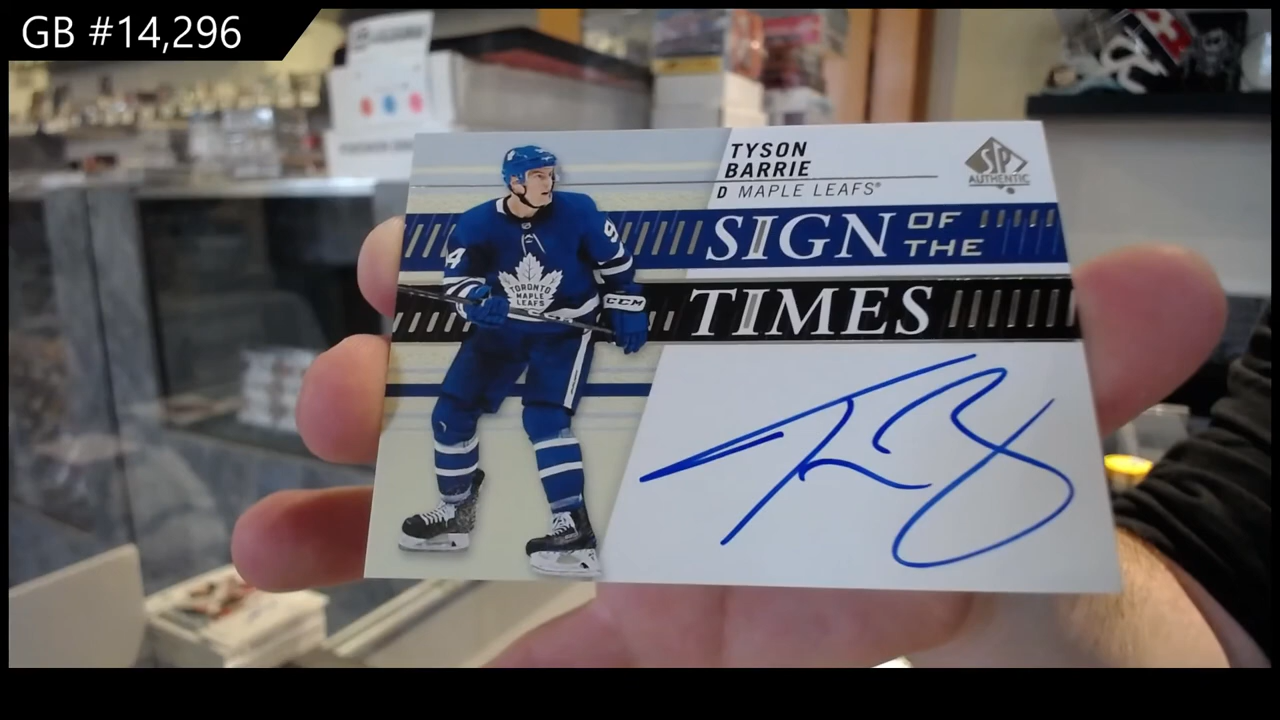 GB #14,296
TYSON
BARRIE
D MAPLE LEAFS®
SP
AUTHENTIC
SIGN OF THE
TIMES
94
TORONTO
MAPLE
LEAFS
CCM